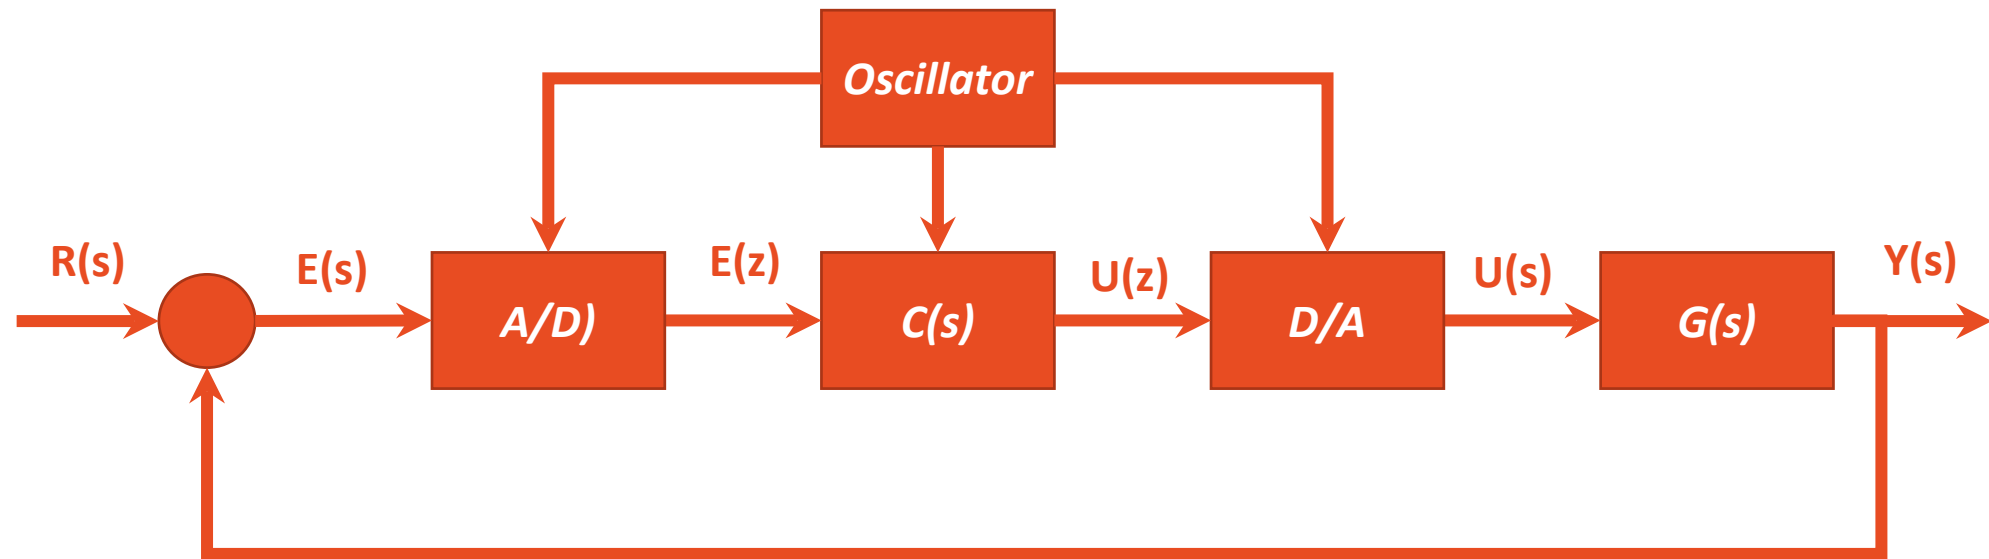 Oscillator
R(s)
E(s)
A/D)
E(z)
C(s)
U(z)
D/A
U(s)
G(s)
Y(s)